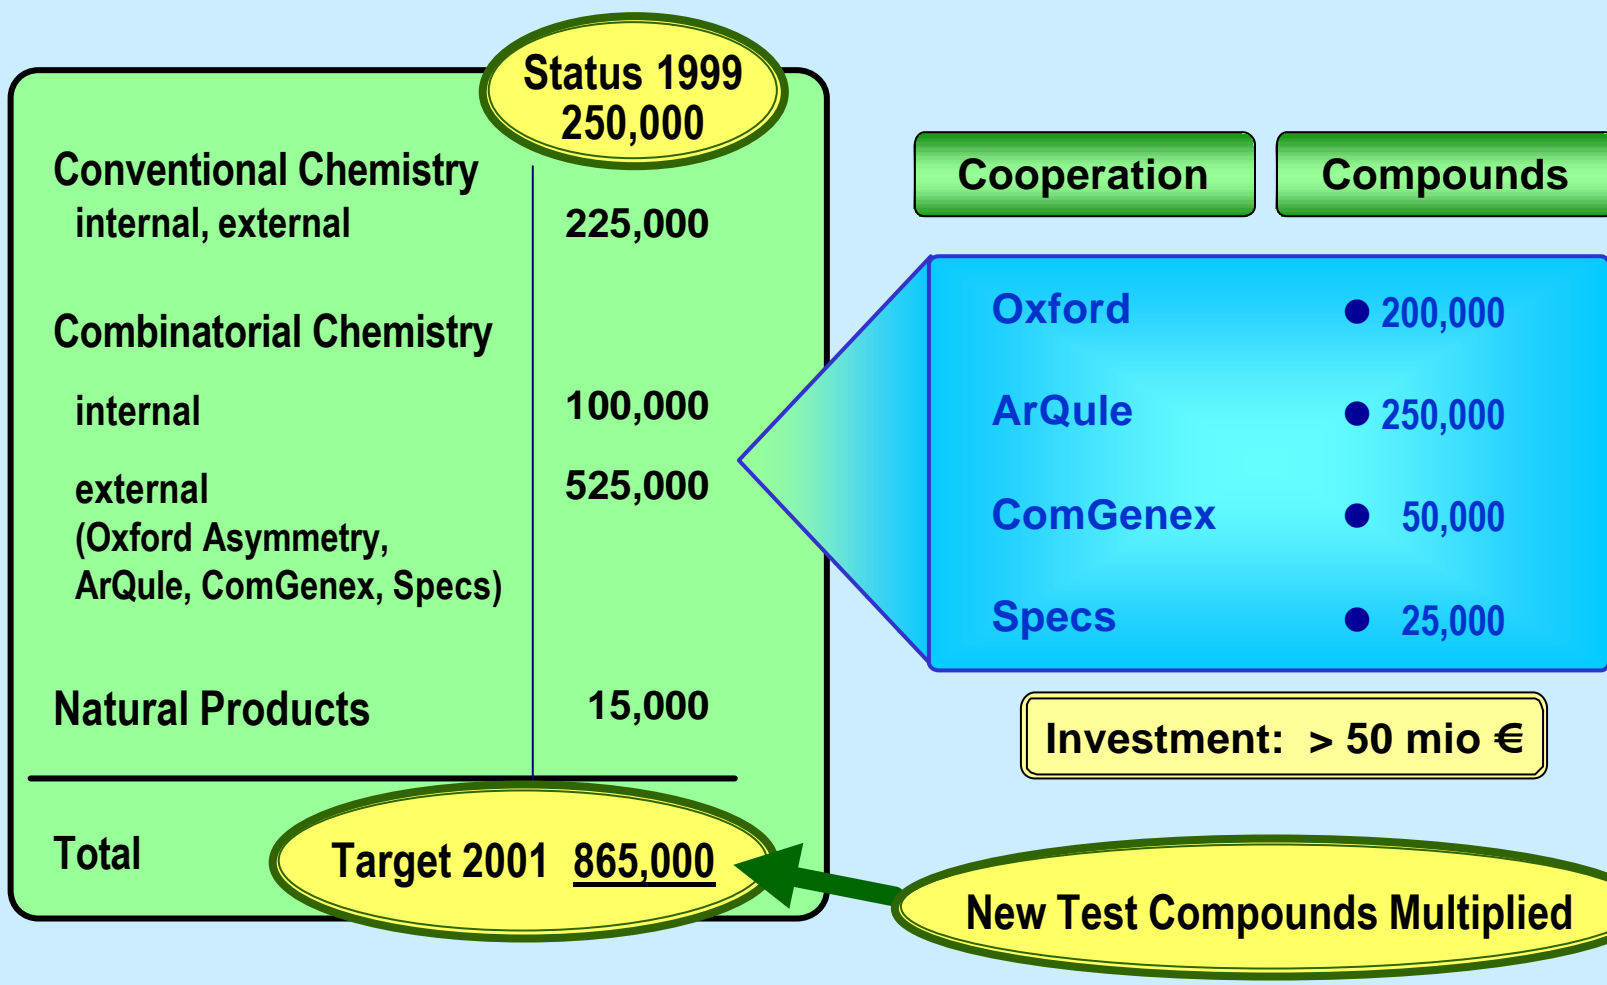 Status 1999
250,000
Conventional Chemistry
internal, external 225,000
Combinatorial Chemistry
internal 100,000
external 525,000
(Oxford Asymmetry,
ArQule, ComGenex, Specs)
Natural Products 15,000
Total Target 2001 865,000
Cooperation Compounds
Oxford ● 200,000
ArQule ● 250,000
ComGenex ● 50,000
Specs ● 25,000
Investment: > 50 mio €
New Test Compounds Multiplied